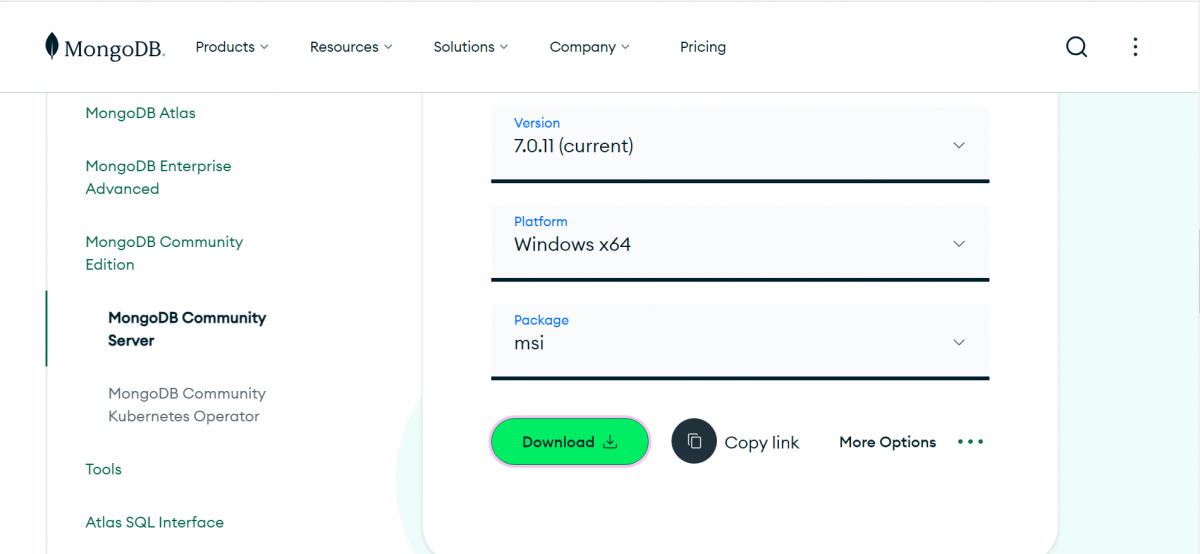 MongoDB.
Products
Resources
Solutions
Company
Pricing
MongoDB Atlas
MongoDB Enterprise
Advanced
MongoDB Community
Edition
MongoDB Community
Server
MongoDB Community
Kubernetes Operator
Tools
Atlas SQL Interface
Version
7.0.11 (current)
Platform
Windows x64
Package
msi
Download
Copy link
More Options